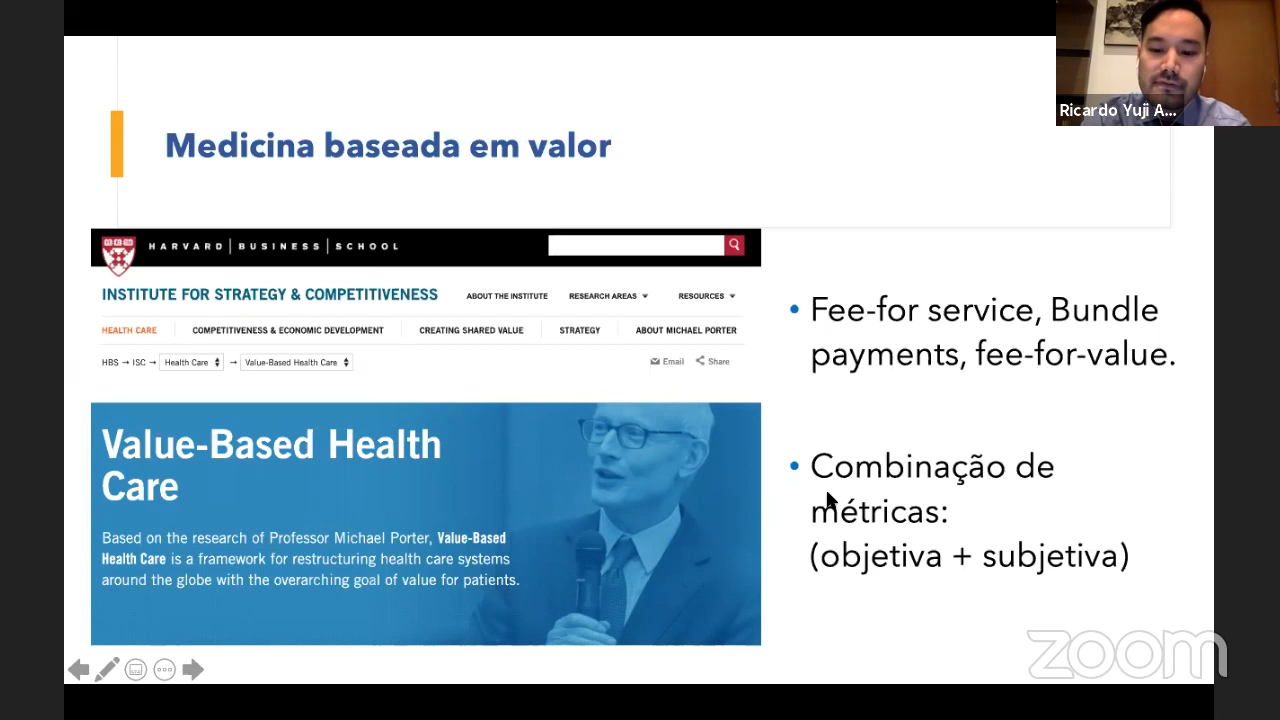 Ricardo Yuji A...
Medicina baseada em valor
HARVARD | BUSINESS | SCHOOL
INSTITUTE FOR STRATEGY & COMPETITIVENESS
ABOUT THE INSTITUTE
RESEARCH AREAS
RESOURCES
HEALTH CARE
COMPETITIVENESS & ECONOMIC DEVELOPMENT
CREATING SHARED VALUE
STRATEGY
ABOUT MICHAEL PORTER
HBS → ISC → Health Care → Value-Based Health Care
Email
Share
Value-Based Health
Care
Based on the research of Professor Michael Porter, Value-Based
Health Care is a framework for restructuring health care systems
around the globe with the overarching goal of value for patients.
• Fee-for service, Bundle
payments, fee-for-value.
• Combinação de
métricas:
(objetiva + subjetiva)
zoom